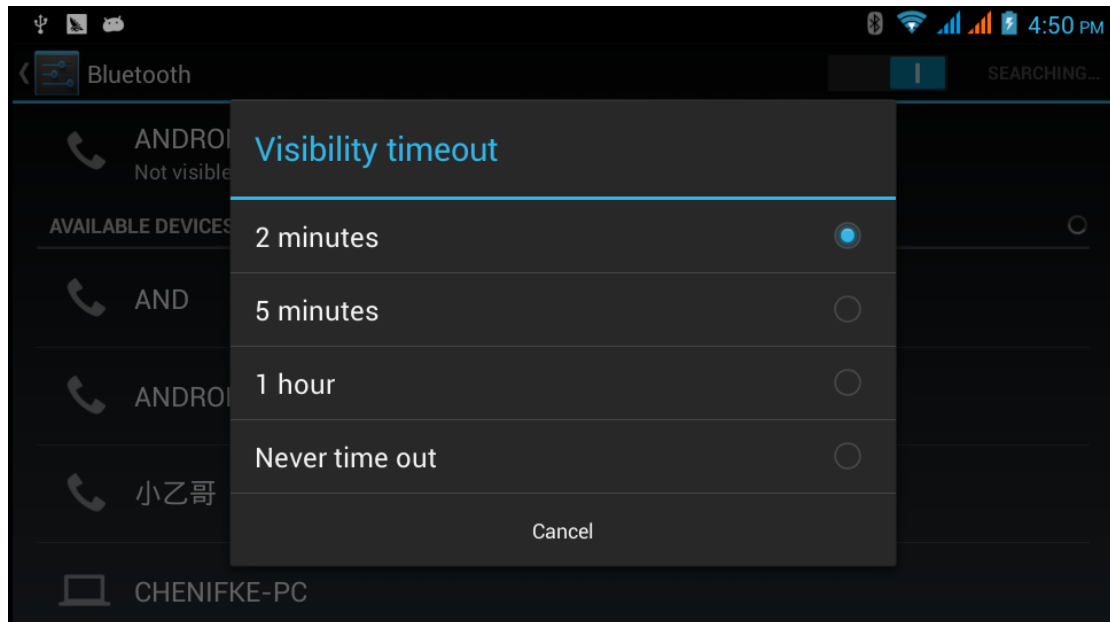 4:50 PM
Bluetooth
SEARCHING...
ANDROI
Not visible
Visibility timeout
AVAILABLE DEVICES
2 minutes
AND
5 minutes
ANDROI
1 hour
Never time out
小乙哥
Cancel
CHENIFKE-PC